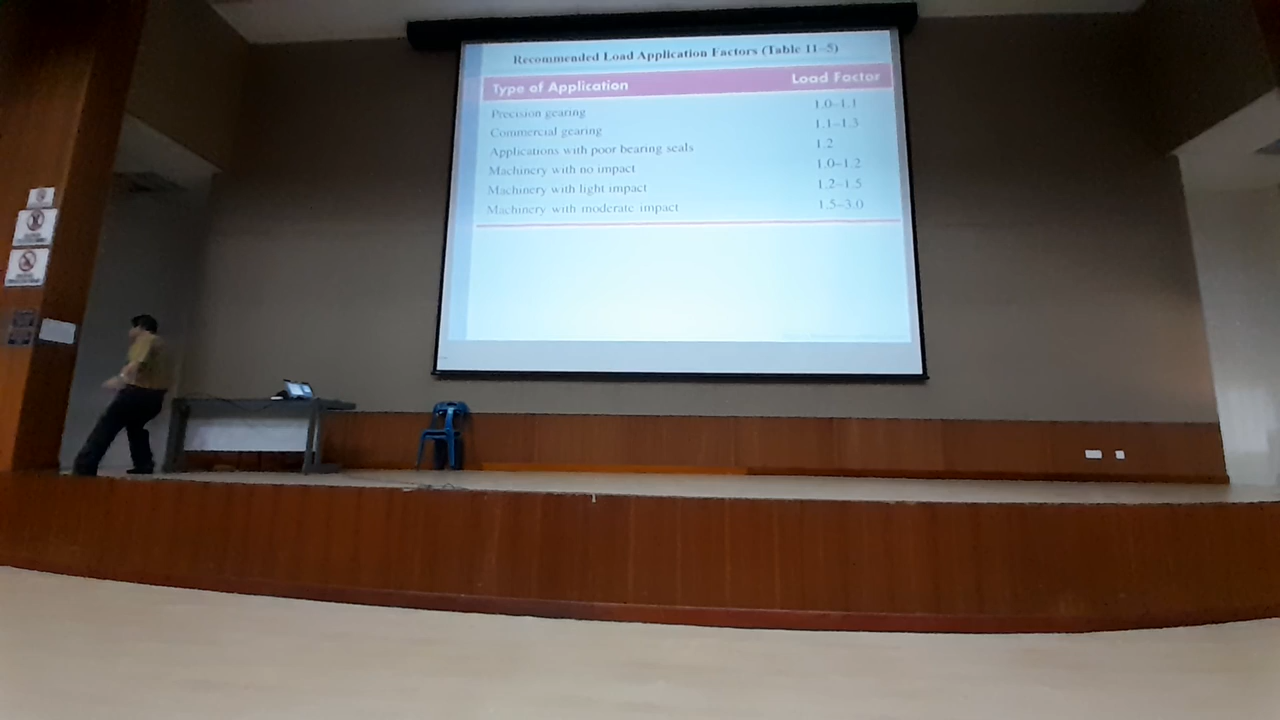 Recommended Load Application Factors (Table 11–5)
Type of Application Load Factor
Precision gearing 1.0–1.1
Commercial gearing 1.1–1.3
Applications with poor bearing seals 1.2
Machinery with no impact 1.0–1.2
Machinery with light impact 1.2–1.5
Machinery with moderate impact 1.5–3.0